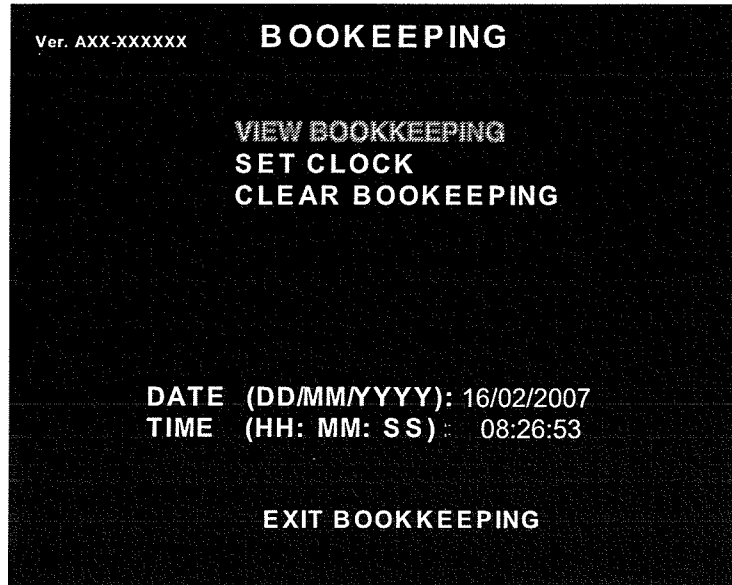 Ver. AXX-XXXXXX
BOOKEEPING
VIEW BOOKKEEPING
SET CLOCK
CLEAR BOOKEEPING
DATE (DD/MM/YYYY): 16/02/2007
TIME (HH: MM: SS) : 08:26:53
EXIT BOOKKEEPING